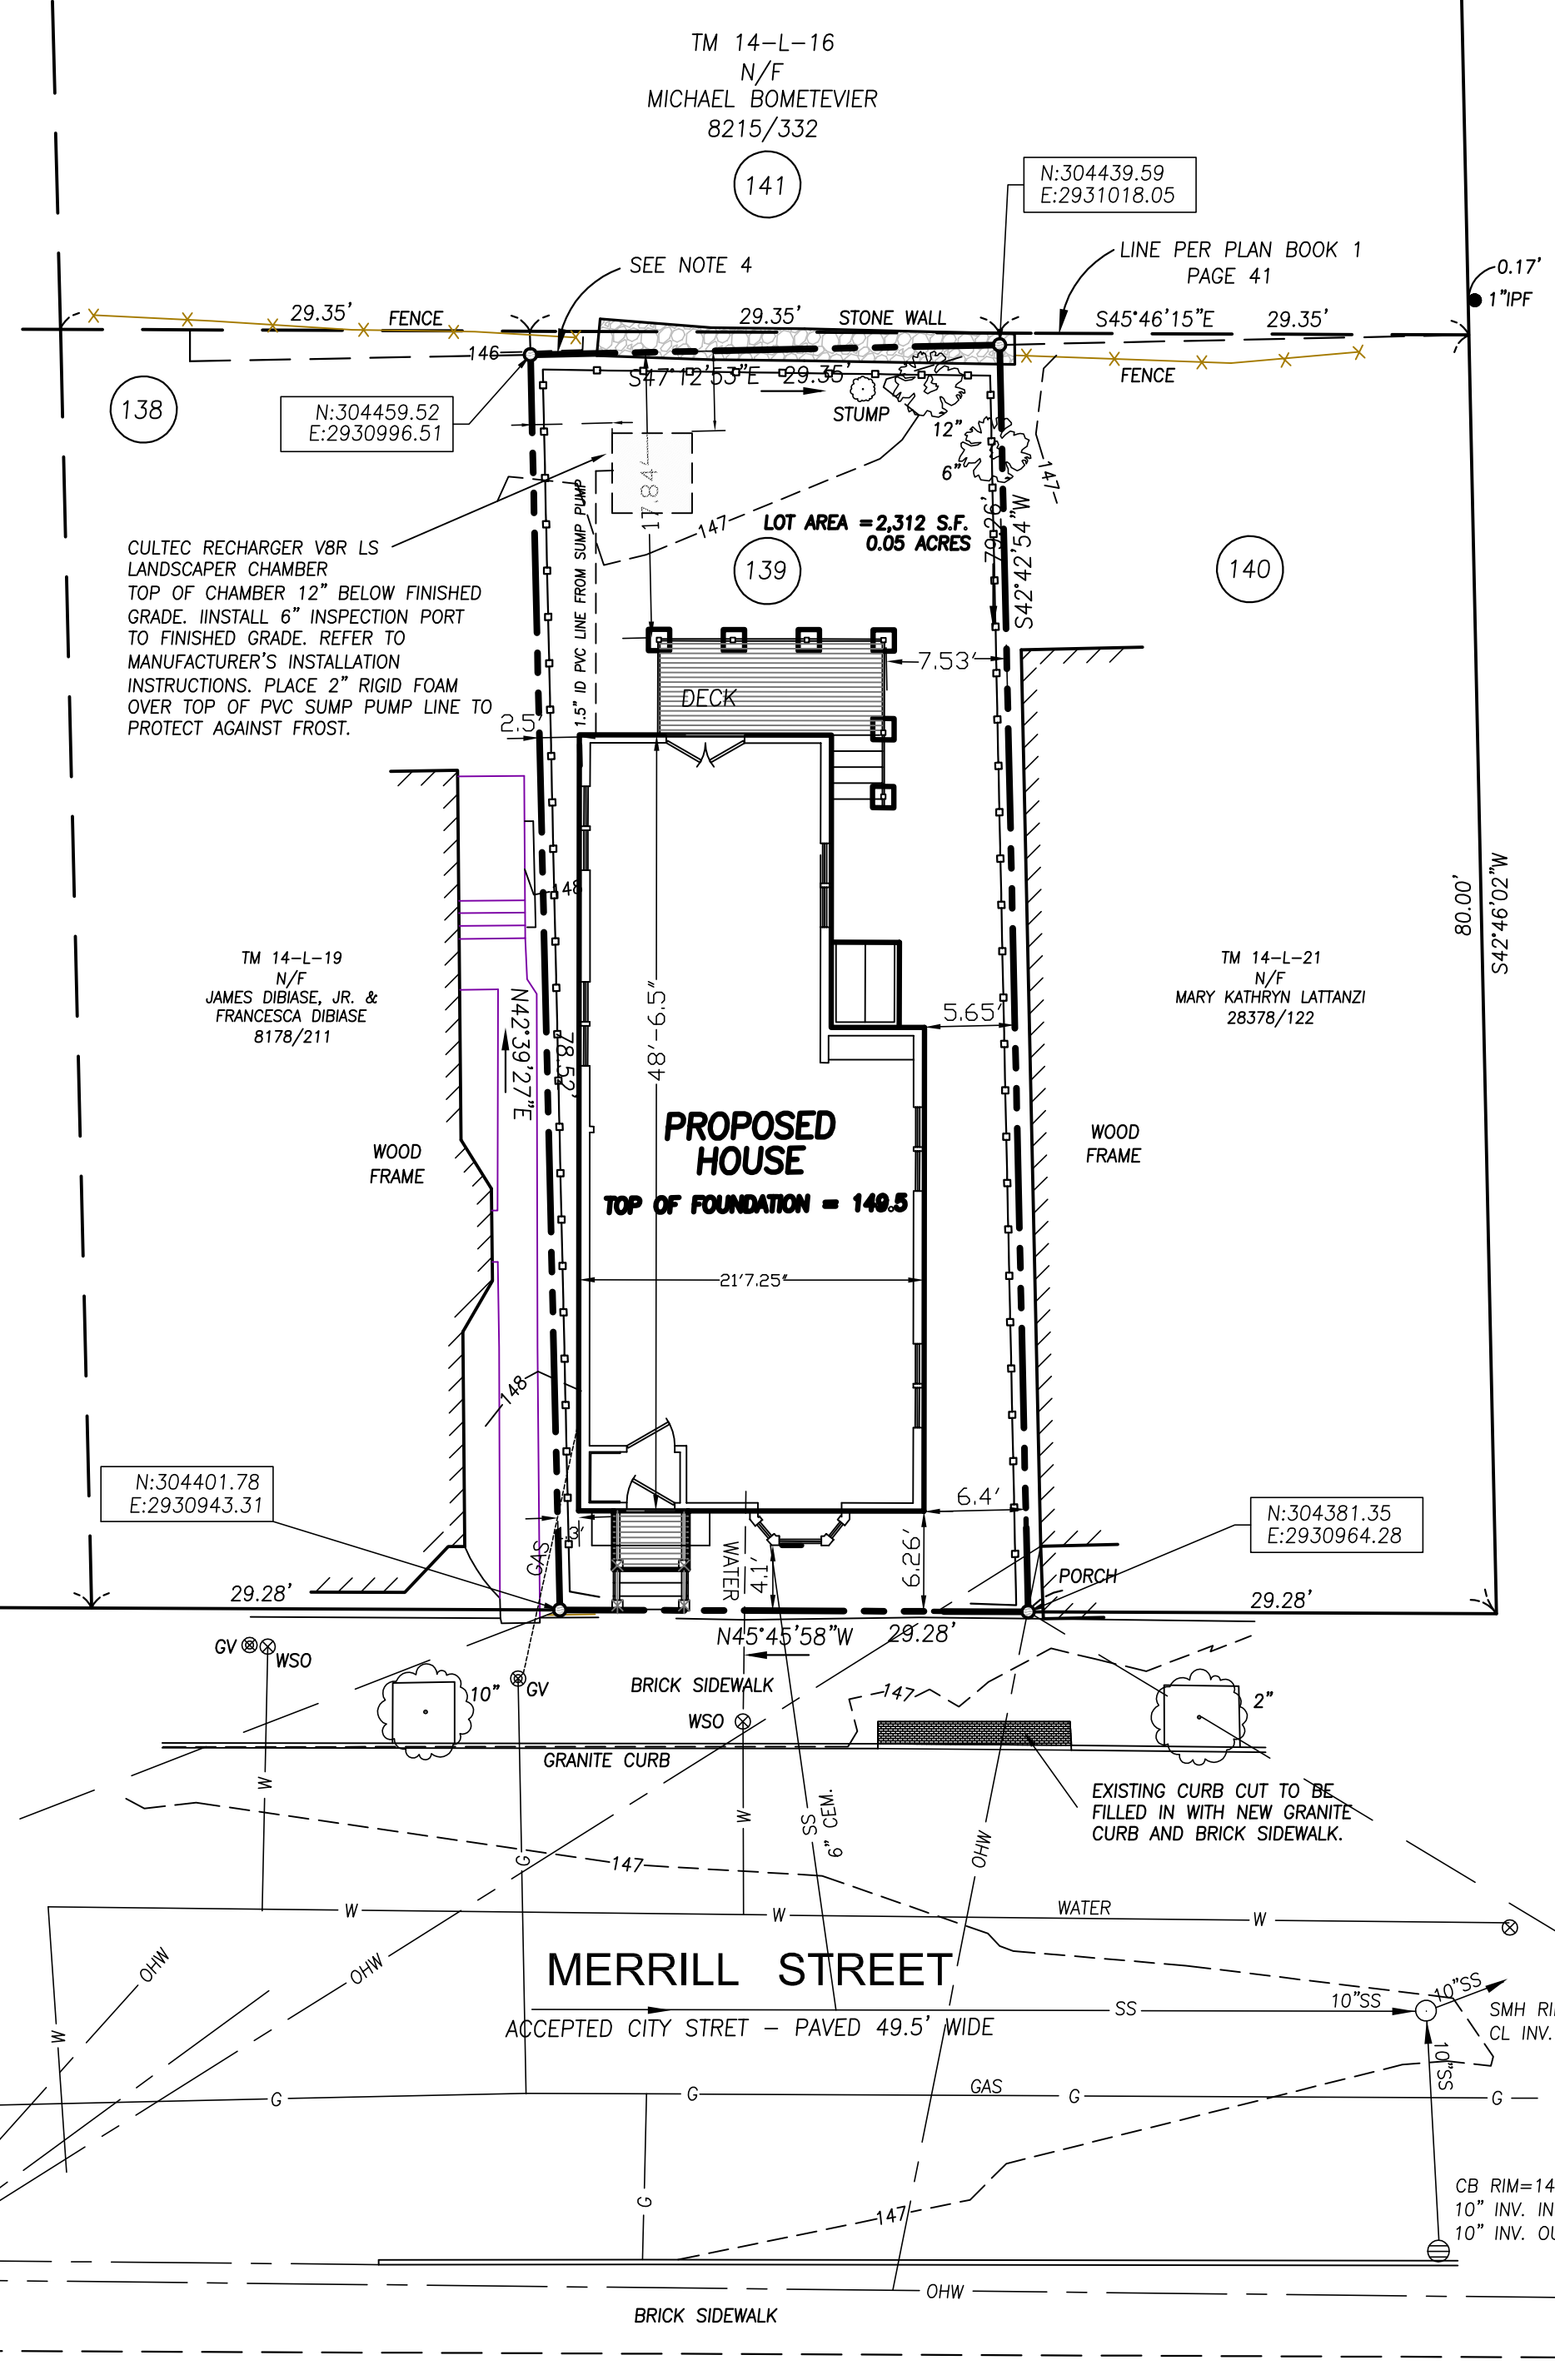 TM 14-L-16
N/F
MICHAEL BOMETEVIER
8215/332
141
N:304439.59
E:2931018.05
SEE NOTE 4
LINE PER PLAN BOOK 1
PAGE 41
0.17'
1"IPF
29.35'
FENCE
29.35'
STONE WALL
S45°46'15"E
29.35'
146
S47°12'53"E
29.35'
FENCE
138
N:304459.52
E:2930996.51
STUMP
12"
6"
147
17.84'
147
LOT AREA =2,312 S.F.
0.05 ACRES
79.26'
S42°42'54"W
139
140
CULTEC RECHARGER V8R LS
LANDSCAPER CHAMBER
TOP OF CHAMBER 12" BELOW FINISHED
GRADE. IINSTALL 6" INSPECTION PORT
TO FINISHED GRADE. REFER TO
MANUFACTURER'S INSTALLATION
INSTRUCTIONS. PLACE 2" RIGID FOAM
OVER TOP OF PVC SUMP PUMP LINE TO
PROTECT AGAINST FROST.
1.5" ID PVC LINE FROM SUMP PUMP
7.53'
DECK
2.5'
148
80.00'
S42°46'02"W
TM 14-L-19
N/F
JAMES DIBIASE, JR. &
FRANCESCA DIBIASE
8178/211
TM 14-L-21
N/F
MARY KATHRYN LATTANZI
28378/122
N42°39'27"E
78.52'
48'-6.5"
5.65'
PROPOSED
HOUSE
TOP OF FOUNDATION = 149.5
WOOD
FRAME
WOOD
FRAME
21'7.25"
148
N:304401.78
E:2930943.31
6.4'
N:304381.35
E:2930964.28
GAS
WATER
4.1'
6.26'
PORCH
29.28'
29.28'
N45°45'58"W
29.28'
GV
WSO
10"
GV
BRICK SIDEWALK
WSO
147
2"
GRANITE CURB
EXISTING CURB CUT TO BE
FILLED IN WITH NEW GRANITE
CURB AND BRICK SIDEWALK.
W
W
SS
6" CEM.
OHW
G
147
W
W
WATER
W
OHW
OHW
W
MERRILL STREET
10"SS
SS
10"SS
SMH
CL INV.
ACCEPTED CITY STRET - PAVED 49.5' WIDE
10"SS
G
G
GAS
G
G
G
147
CB RIM=14
10" INV. IN
10" INV.
OHW
BRICK SIDEWALK